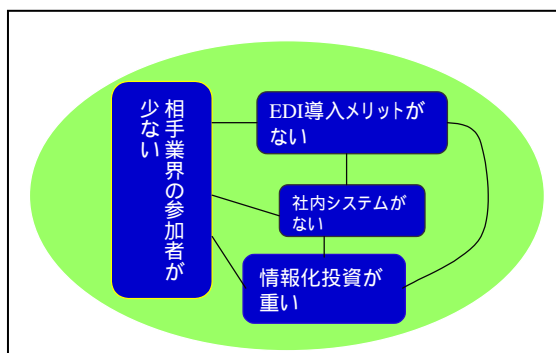 相手業界の参加者が
少ない
EDI導入メリットが
ない
社内システムが
ない
情報化投資が
重い